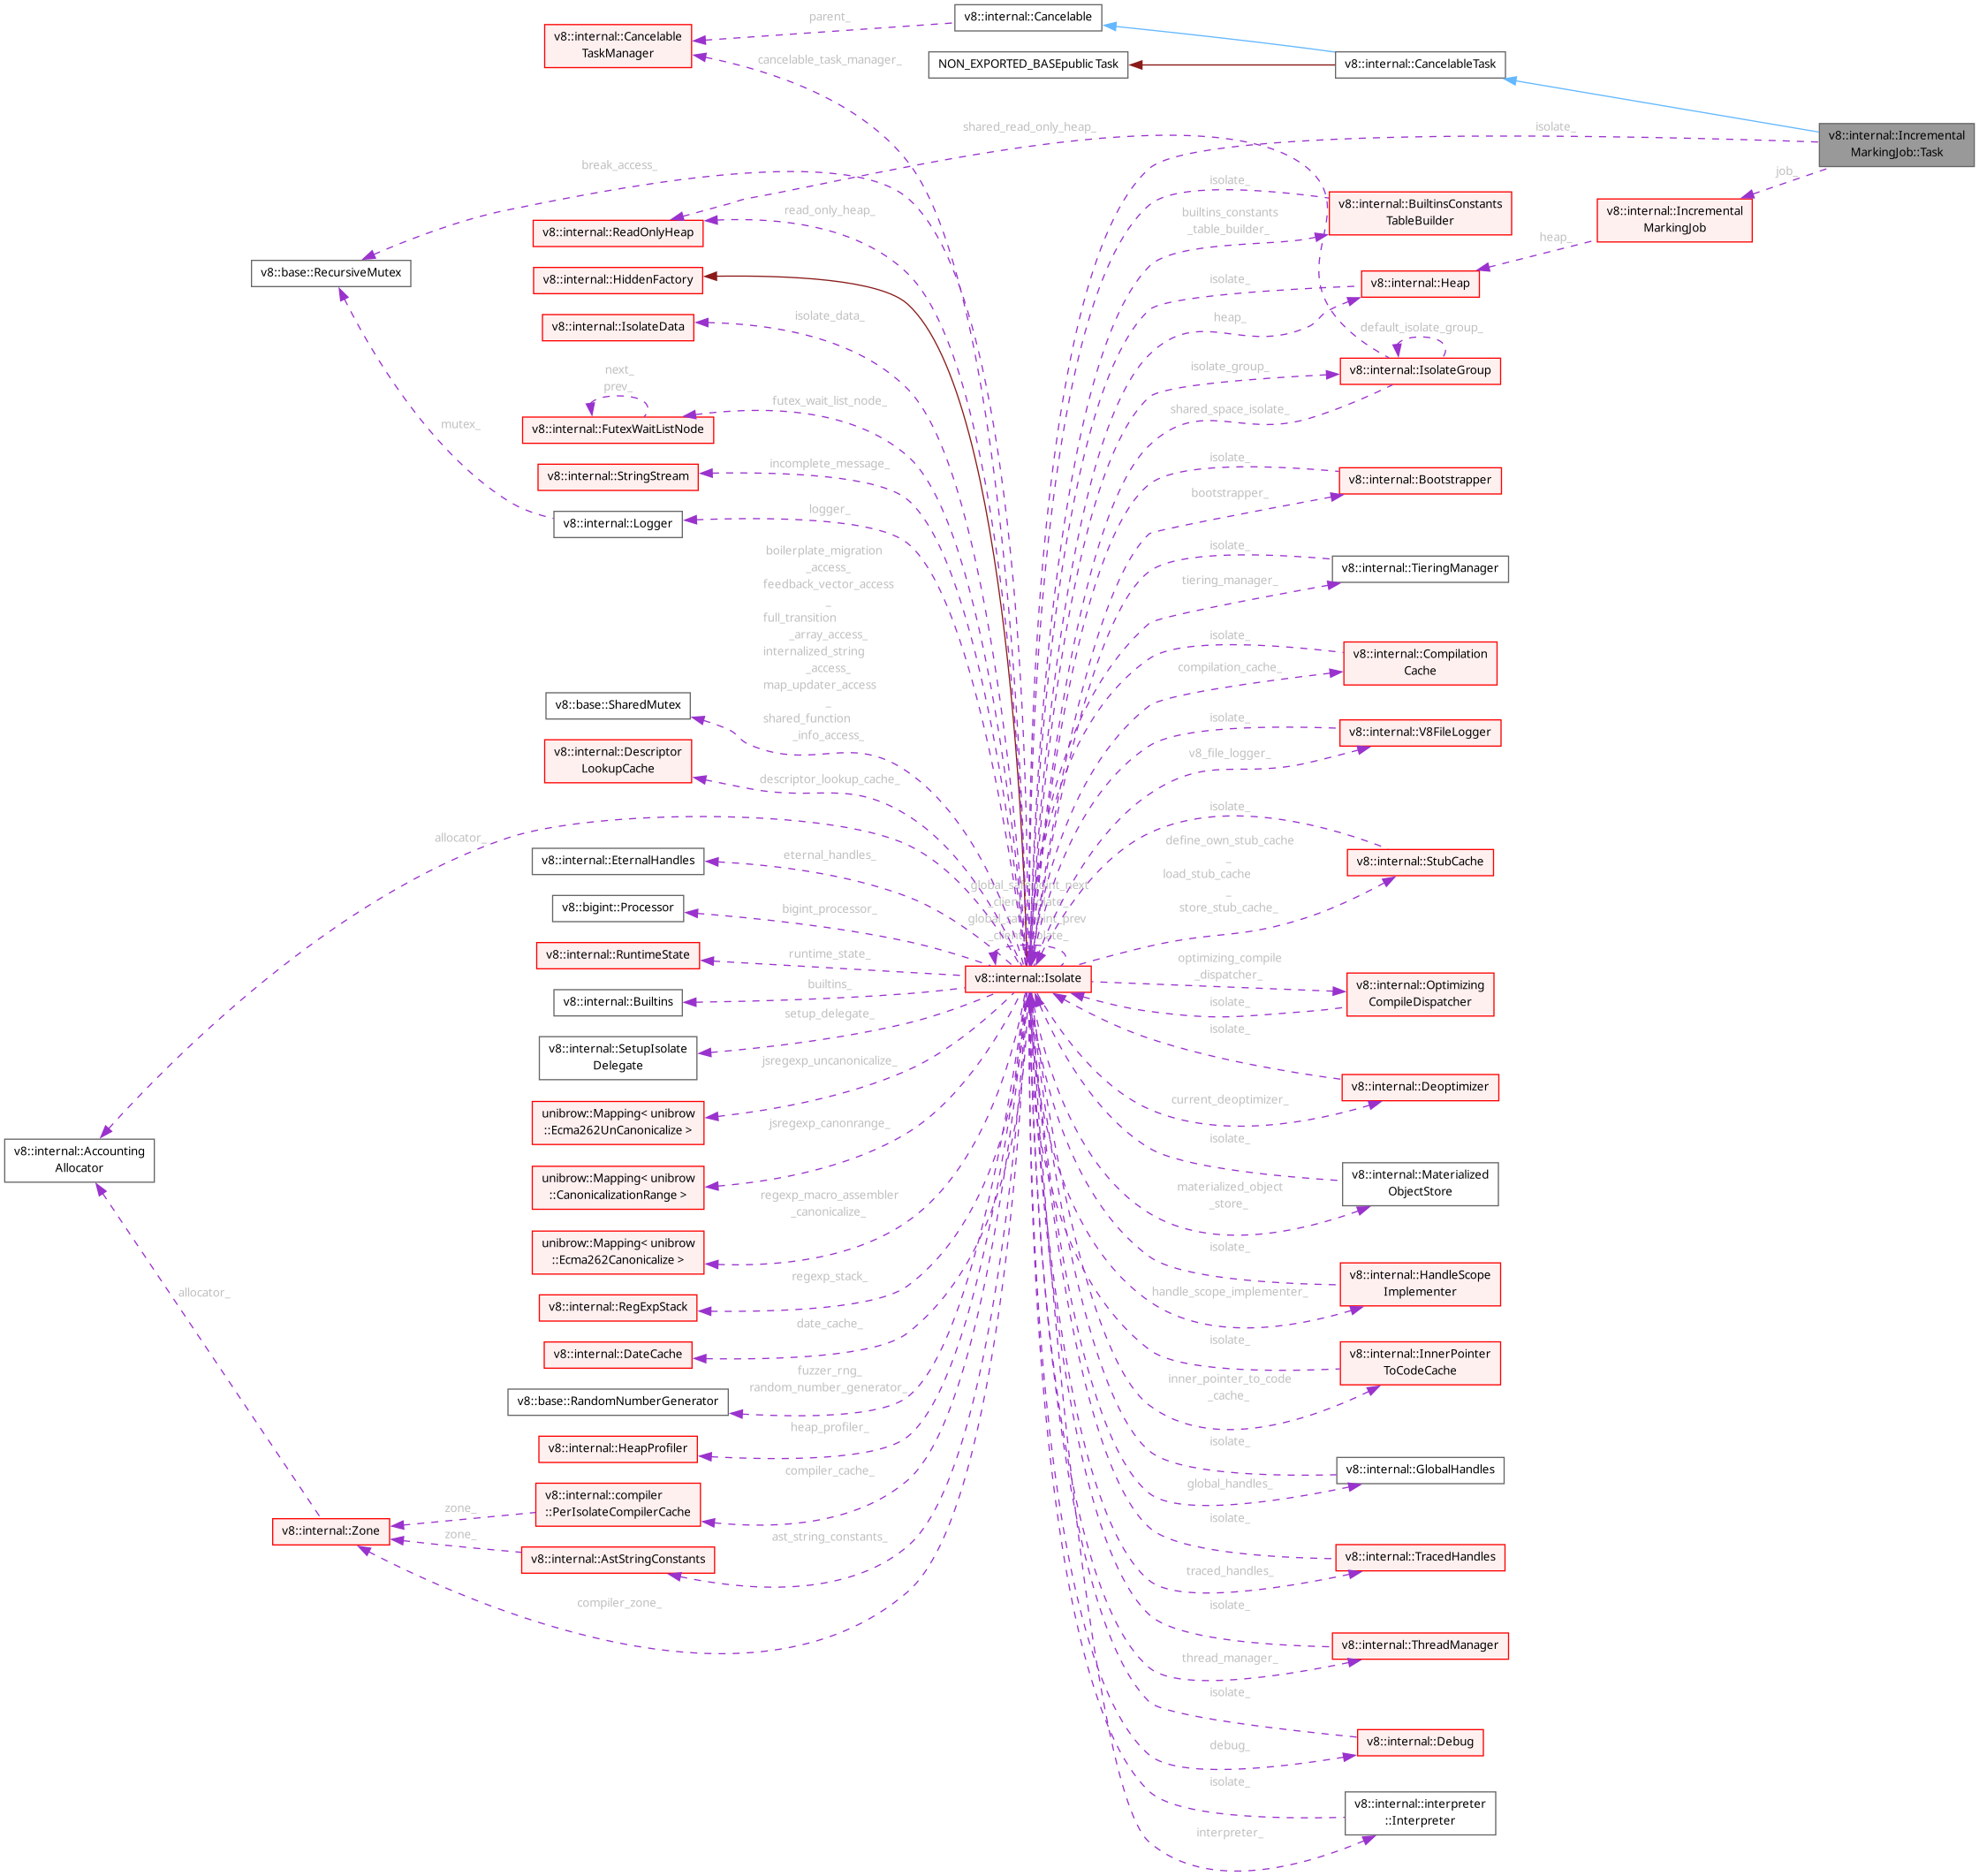 v8::internal::Cancelable
TaskManager
parent_
cancelable_task_manager_
v8::internal::Cancelable
NON_EXPORTED_BASEpublic Task
v8::internal::CancelableTask
v8::internal::Incremental
MarkingJob::Task
isolate_
job_
v8::internal::Incremental
MarkingJob
heap_
shared_read_only_heap_
break_access_
read_only_heap_
v8::internal::ReadOnlyHeap
v8::base::RecursiveMutex
v8::internal::HiddenFactory
isolate_data_
v8::internal::IsolateData
next_
prev_
v8::internal::FutexWaitListNode
futex_wait_list_node_
mutex_
incomplete_message_
v8::internal::StringStream
logger_
v8::internal::Logger
isolate_
v8::internal::BuiltinsConstants
TableBuilder
builtins_constants
_table_builder_
isolate_
v8::internal::Heap
heap_
default_isolate_group_
isolate_group_
v8::internal::IsolateGroup
shared_space_isolate_
isolate_
v8::internal::Bootstrapper
bootstrapper_
isolate_
v8::internal::TieringManager
tiering_manager_
boilerplate_migration
_access_
feedback_vector_access
_
full_transition
_array_access_
internalized_string
_access_
map_updater_access
_
shared_function
_info_access_
v8::base::SharedMutex
v8::internal::Descriptor
LookupCache
descriptor_lookup_cache_
isolate_
v8::internal::Compilation
Cache
compilation_cache_
isolate_
v8::internal::V8FileLogger
v8_file_logger_
allocator_
eternal_handles_
v8::internal::EternalHandles
bigint_processor_
v8::bigint::Processor
runtime_state_
v8::internal::RuntimeState
builtins_
v8::internal::Builtins
setup_delegate_
v8::internal::SetupIsolate
Delegate
isolate_
define_own_stub_cache
_
load_stub_cache
_
store_stub_cache_
v8::internal::StubCache
global_safepoint_next
_client_isolate_
global_safepoint_prev
_client_isolate_
v8::internal::Isolate
optimizing_compile
_dispatcher_
v8::internal::Optimizing
CompileDispatcher
isolate_
isolate_
v8::internal::Deoptimizer
current_deoptimizer_
jsregexp_uncanonicalize_
unibrow::Mapping< unibrow
::Ecma262UnCanonicalize >
jsregexp_canonrange_
unibrow::Mapping< unibrow
::CanonicalizationRange >
regexp_macro_assembler
_canonicalize_
unibrow::Mapping< unibrow
::Ecma262Canonicalize >
v8::internal::Accounting
Allocator
allocator_
isolate_
v8::internal::Materialized
ObjectStore
materialized_object
_store_
isolate_
v8::internal::HandleScope
Implementer
handle_scope_implementer_
regexp_stack_
v8::internal::RegExpStack
date_cache_
v8::internal::DateCache
fuzzer_rng_
random_number_generator_
v8::base::RandomNumberGenerator
heap_profiler_
v8::internal::HeapProfiler
isolate_
v8::internal::InnerPointer
ToCodeCache
inner_pointer_to_code
_cache_
isolate_
v8::internal::GlobalHandles
global_handles_
compiler_cache_
v8::internal::compiler
::PerIsolateCompilerCache
zone_
v8::internal::Zone
zone_
v8::internal::AstStringConstants
ast_string_constants_
compiler_zone_
isolate_
v8::internal::TracedHandles
traced_handles_
isolate_
v8::internal::ThreadManager
thread_manager_
isolate_
v8::internal::Debug
debug_
isolate_
v8::internal::interpreter
::Interpreter
interpreter_